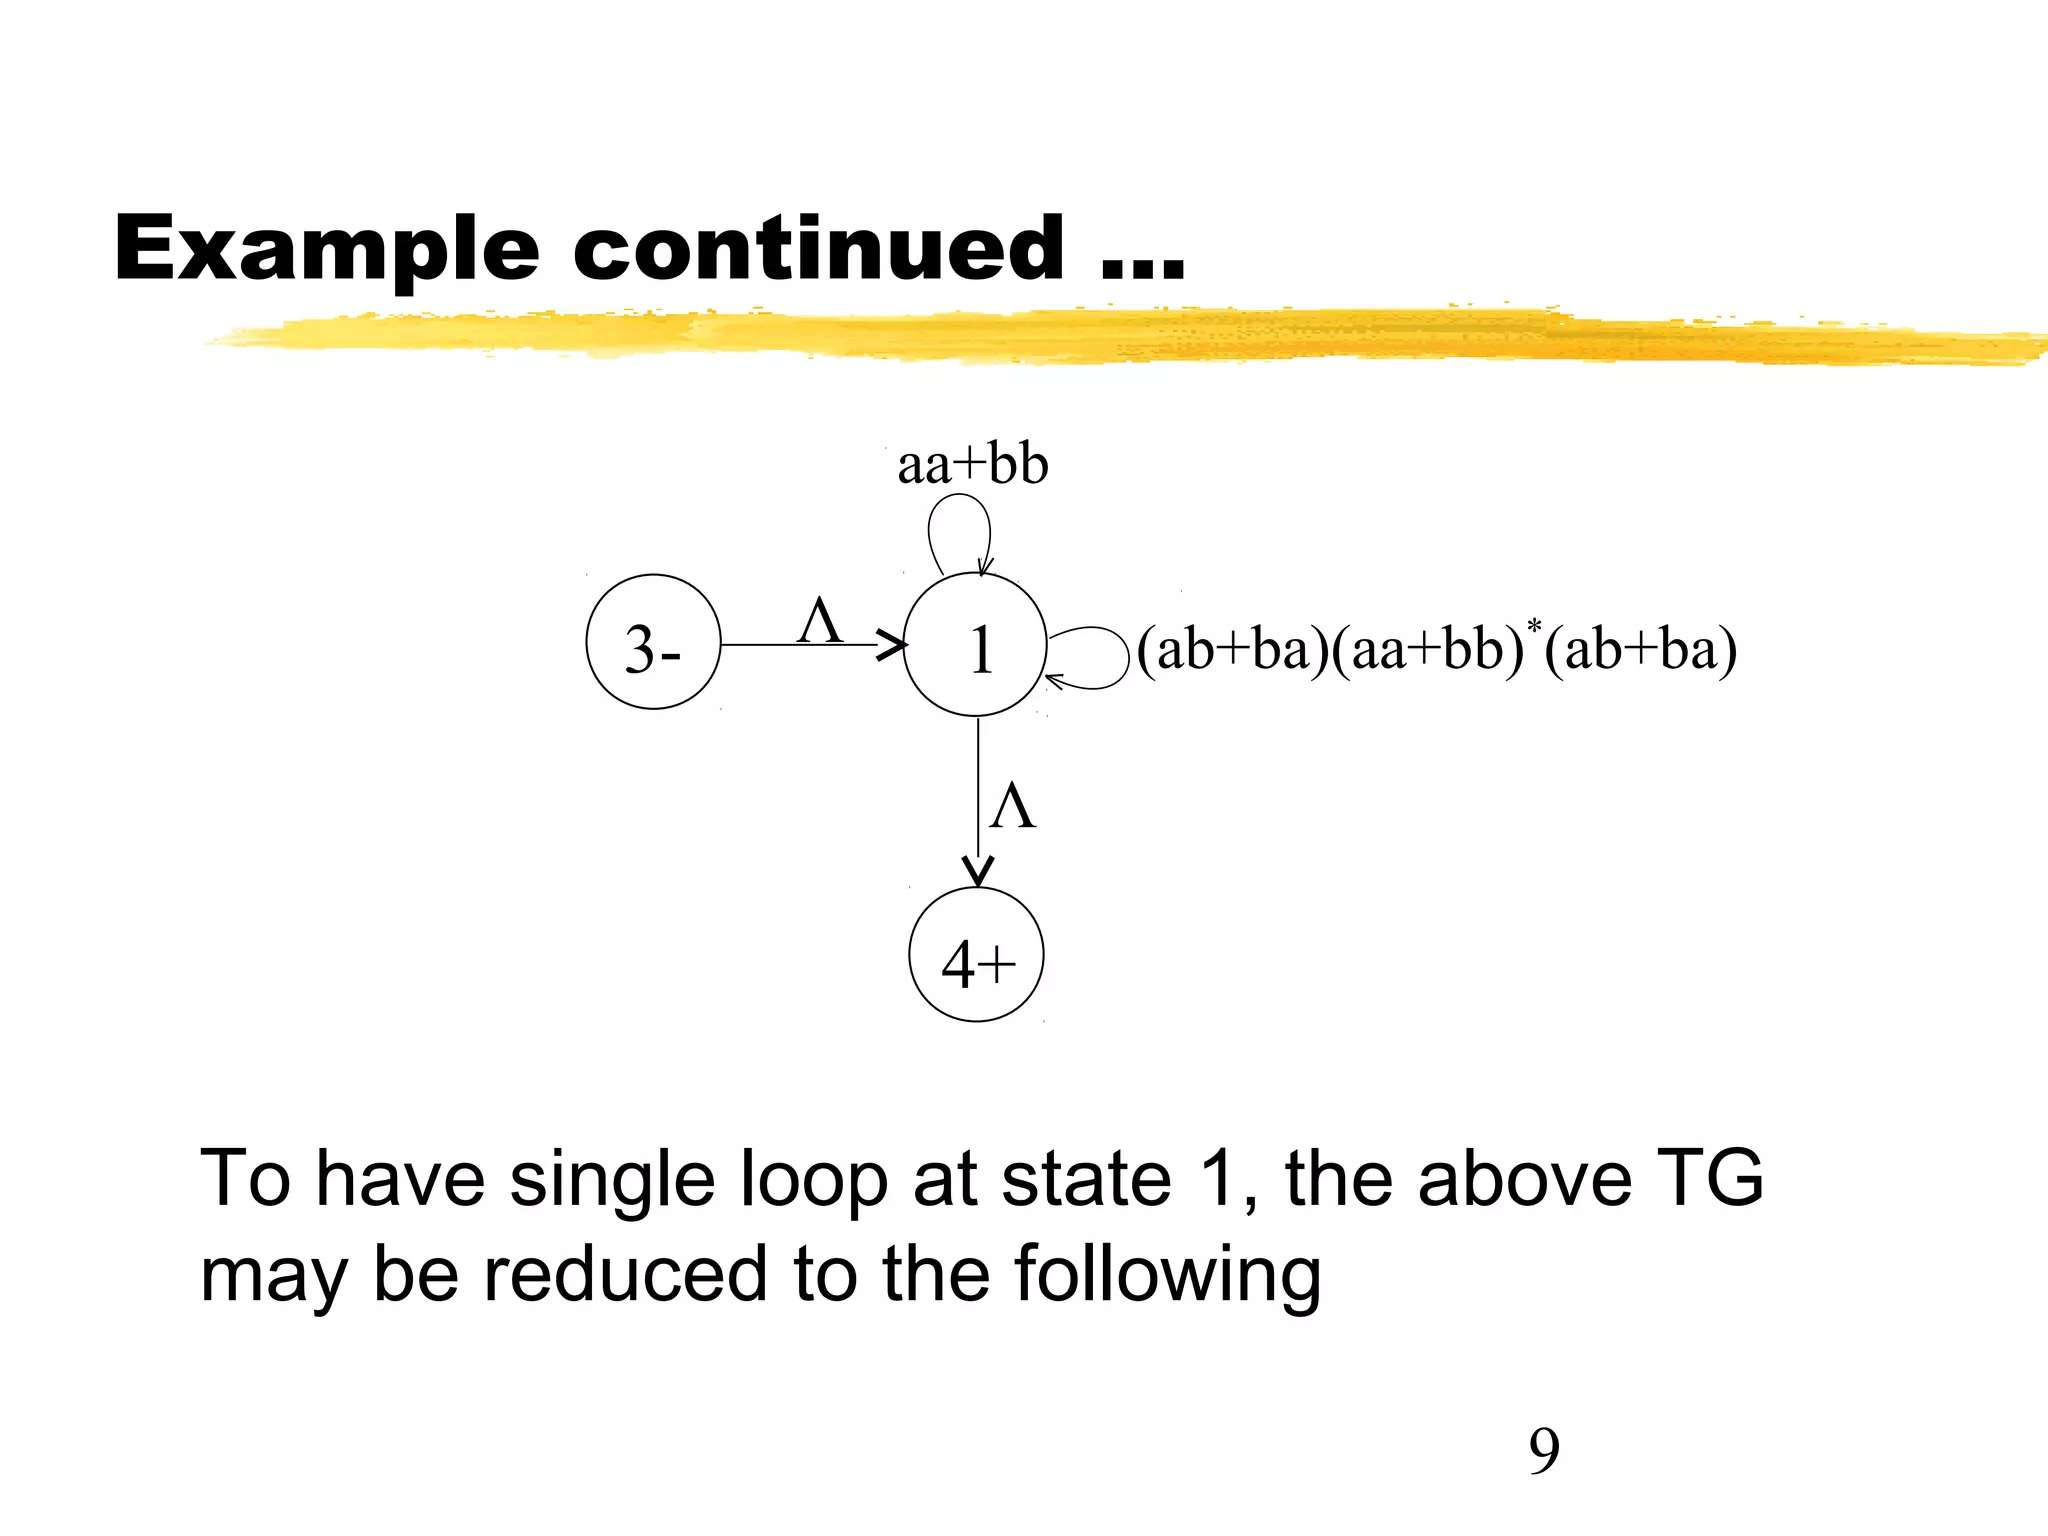 Example continued ...
aa+bb
3-
Λ
1
(ab+ba)(aa+bb)*(ab+ba)
Λ
4+
To have single loop at state 1, the above TG
may be reduced to the following
9